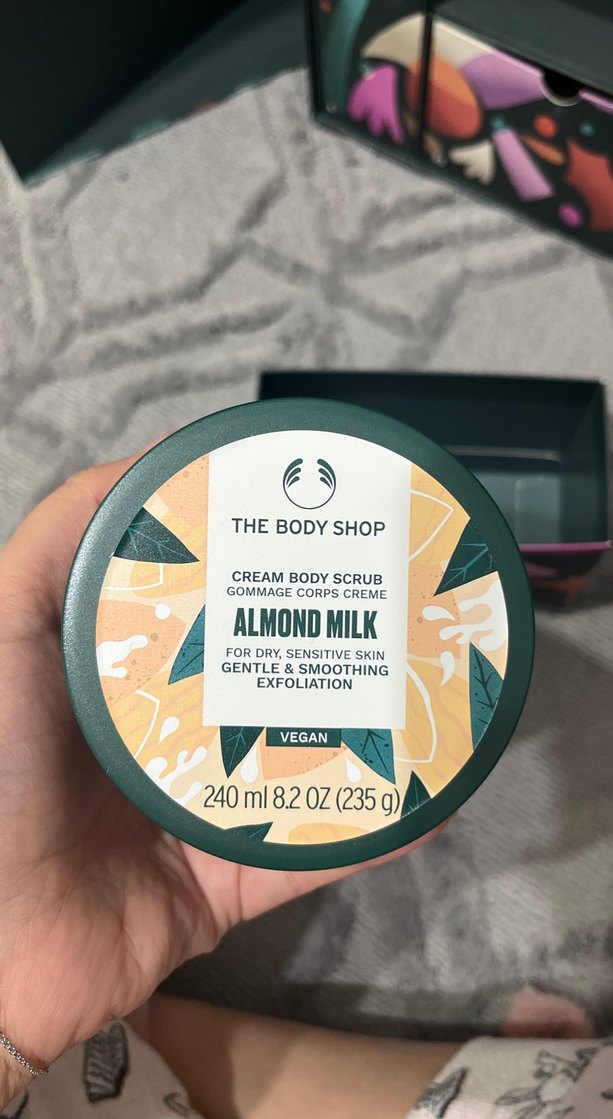 THE BODY SHOP
CREAM BODY SCRUB
GOMMAGE CORPS CREME
ALMOND MILK
FOR DRY, SENSITIVE SKIN
GENTLE & SMOOTHING
EXFOLIATION
VEGAN
240 ml 8.2 OZ (235 g)